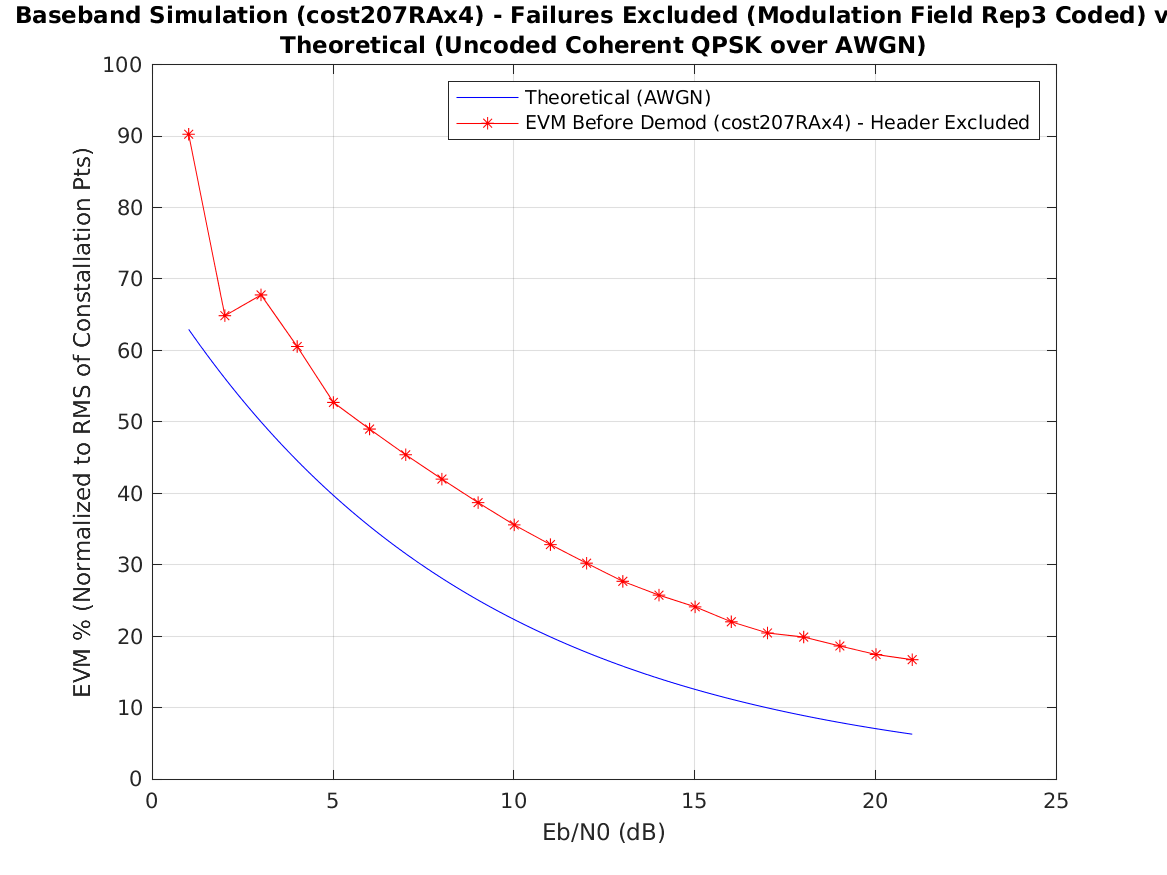 Baseband Simulation (cost207RAx4) - Failures Excluded (Modulation Field Rep3 Coded) v
Theoretical (Uncoded Coherent QPSK over AWGN)
Theoretical (AWGN)
EVM Before Demod (cost207RAx4) - Header Excluded
EVM % (Normalized to RMS of Constallation Pts)
100
90
80
70
60
50
40
30
20
10
0
0 5 10 15 20 25
Eb/N0 (dB)